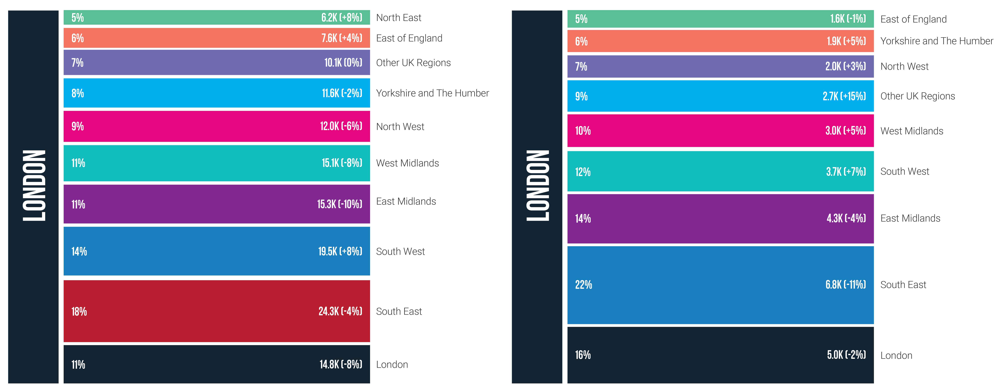 LONDON
5% 6.2K (+8%) North East
6% 7.6K (+4%) East of England
7% 10.1K (0%) Other UK Regions
8% 11.6K (-2%) Yorkshire and The Humber
9% 12.0K (-6%) North West
11% 15.1K (-8%) West Midlands
11% 15.3K (-10%) East Midlands
14% 19.5K (+8%) South West
18% 24.3K (-4%) South East
11% 14.8K (-8%) London
LONDON
5% 1.6K (-1%) East of England
6% 1.9K (+5%) Yorkshire and The Humber
7% 2.0K (+3%) North West
9% 2.7K (+15%) Other UK Regions
10% 3.0K (+5%) West Midlands
12% 3.7K (+7%) South West
14% 4.3K (-4%) East Midlands
22% 6.8K (-11%) South East
16% 5.0K (-2%) London